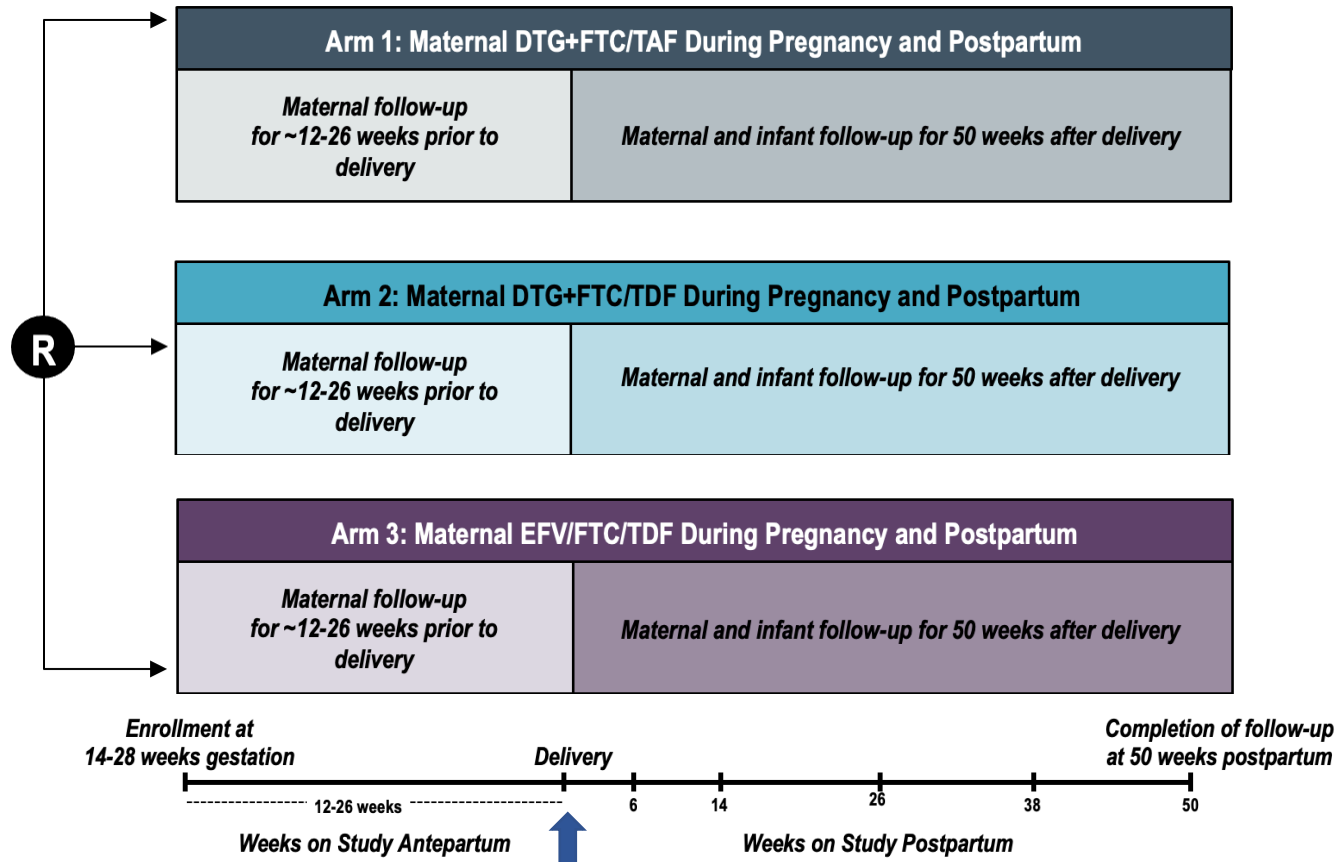 Arm 1: Maternal DTG+FTC/TAF During Pregnancy and Postpartum
Maternal follow-up
for ~12-26 weeks prior to
delivery
Maternal and infant follow-up for 50 weeks after delivery
R
Arm 2: Maternal DTG+FTC/TDF During Pregnancy and Postpartum
Maternal follow-up
for ~12-26 weeks prior to
delivery
Maternal and infant follow-up for 50 weeks after delivery
Arm 3: Maternal EFV/FTC/TDF During Pregnancy and Postpartum
Maternal follow-up
for ~12-26 weeks prior to
delivery
Maternal and infant follow-up for 50 weeks after delivery
Enrollment at
14-28 weeks gestation
Delivery
Completion of follow-up
at 50 weeks postpartum
12-26 weeks
6 14 26 38 50
Weeks on Study Antepartum
Weeks on Study Postpartum